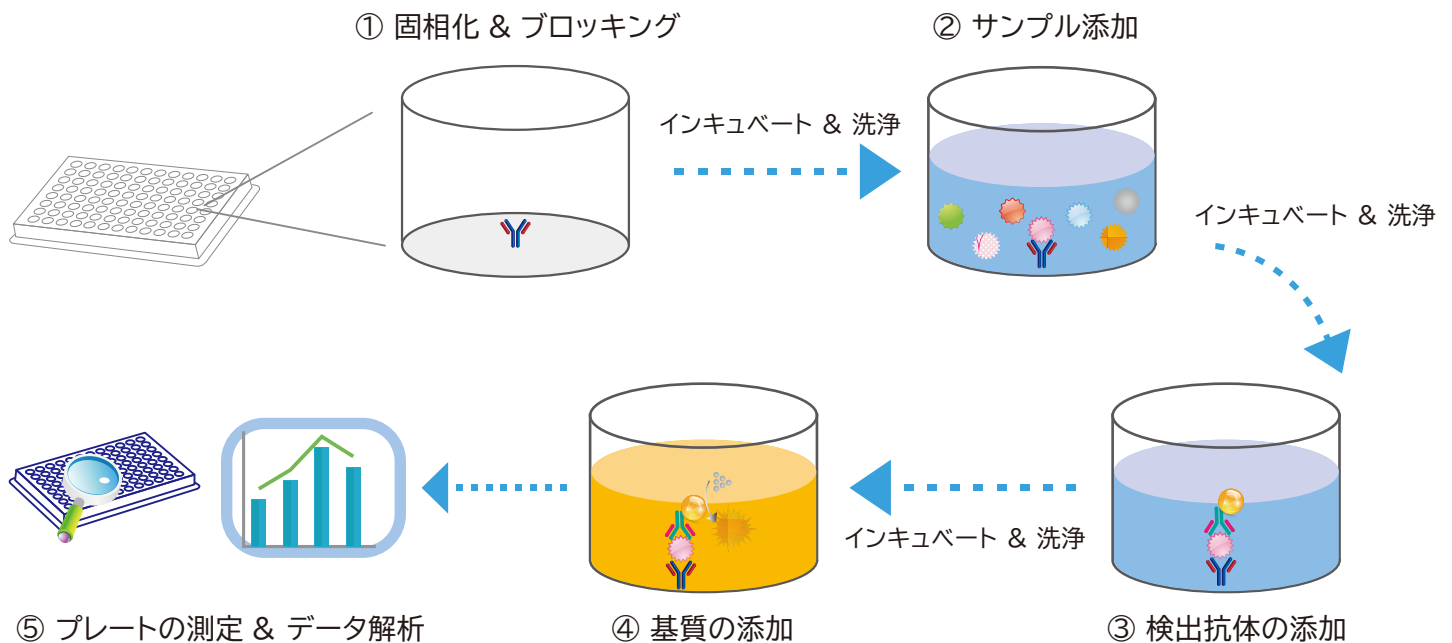 ① 固相化 & ブロッキング
② サンプル添加
インキュベート & 洗浄
インキュベート & 洗浄
インキュベート & 洗浄
⑤ プレートの測定 & データ解析
④ 基質の添加
③ 検出抗体の添加